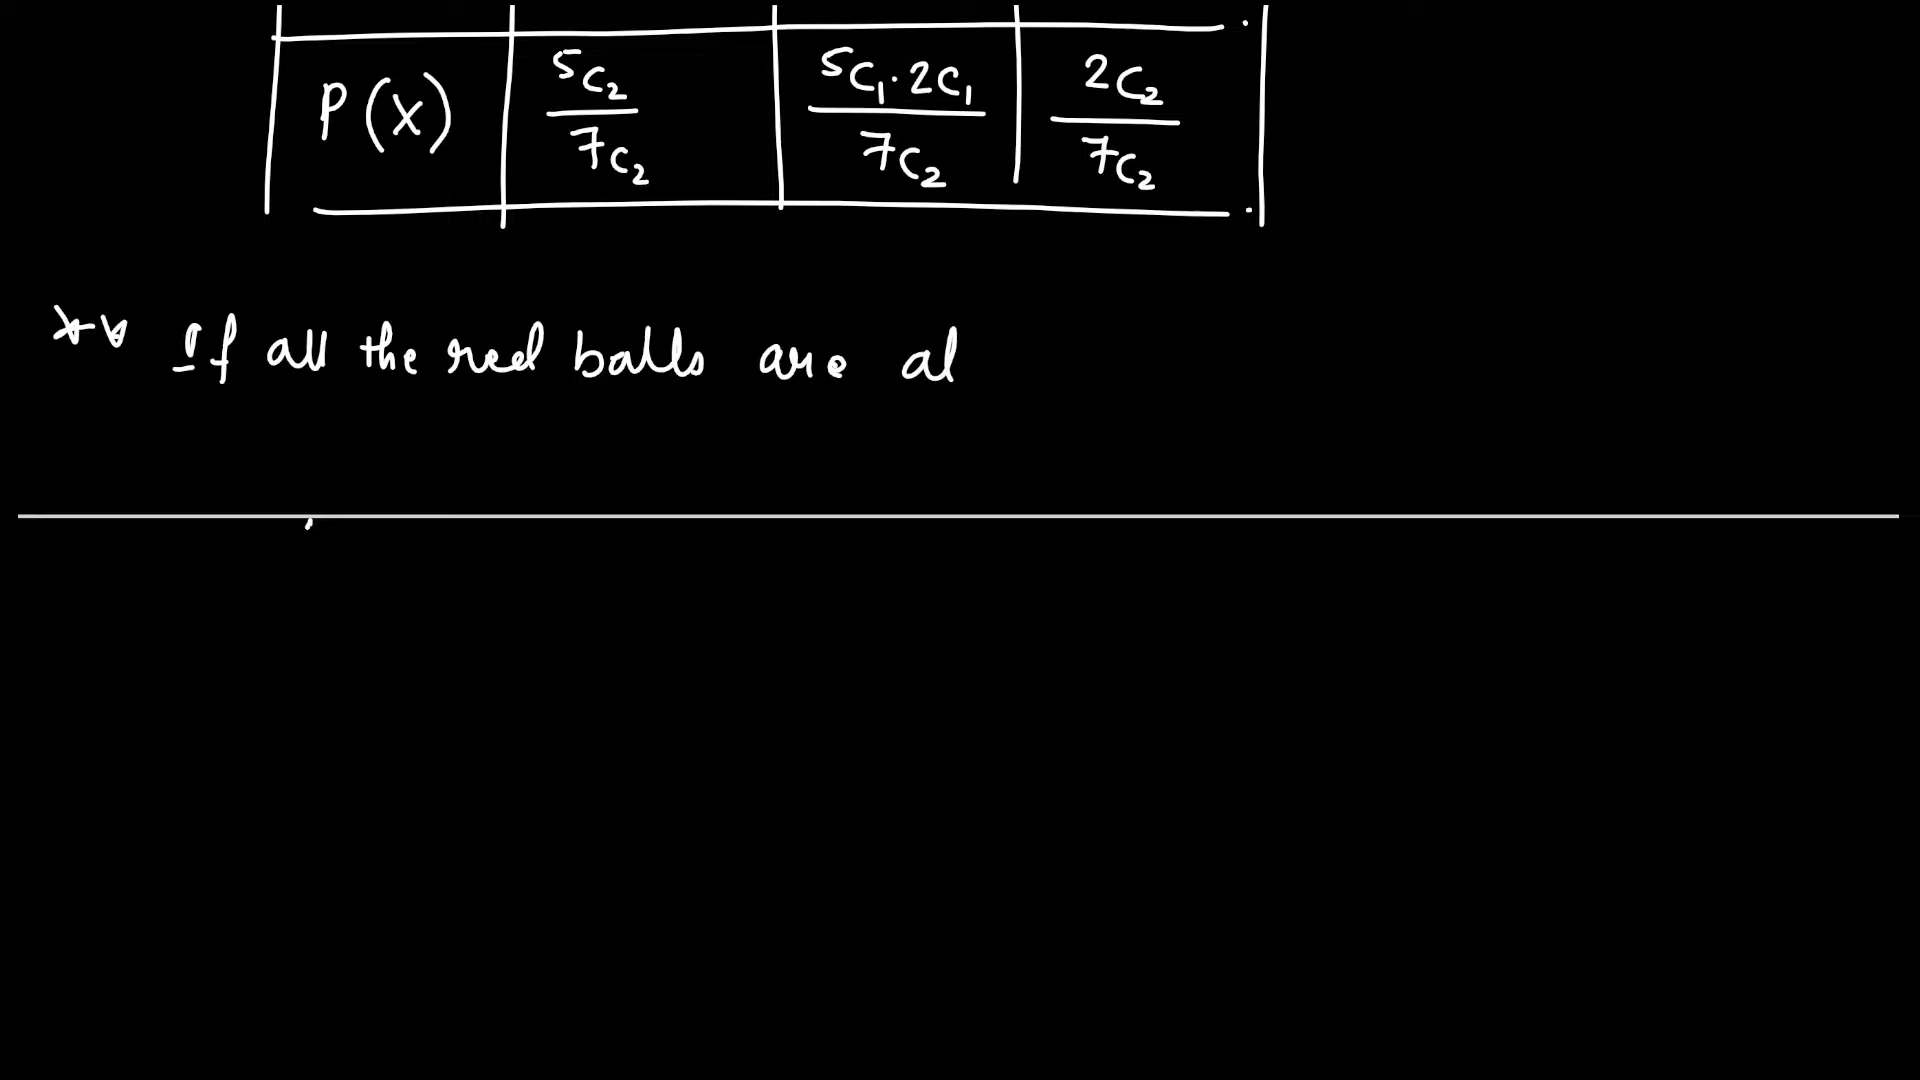 P(X) 5C2/7C2 5C1·2C1/7C2 2C2/7C2
** If all the red balls are al